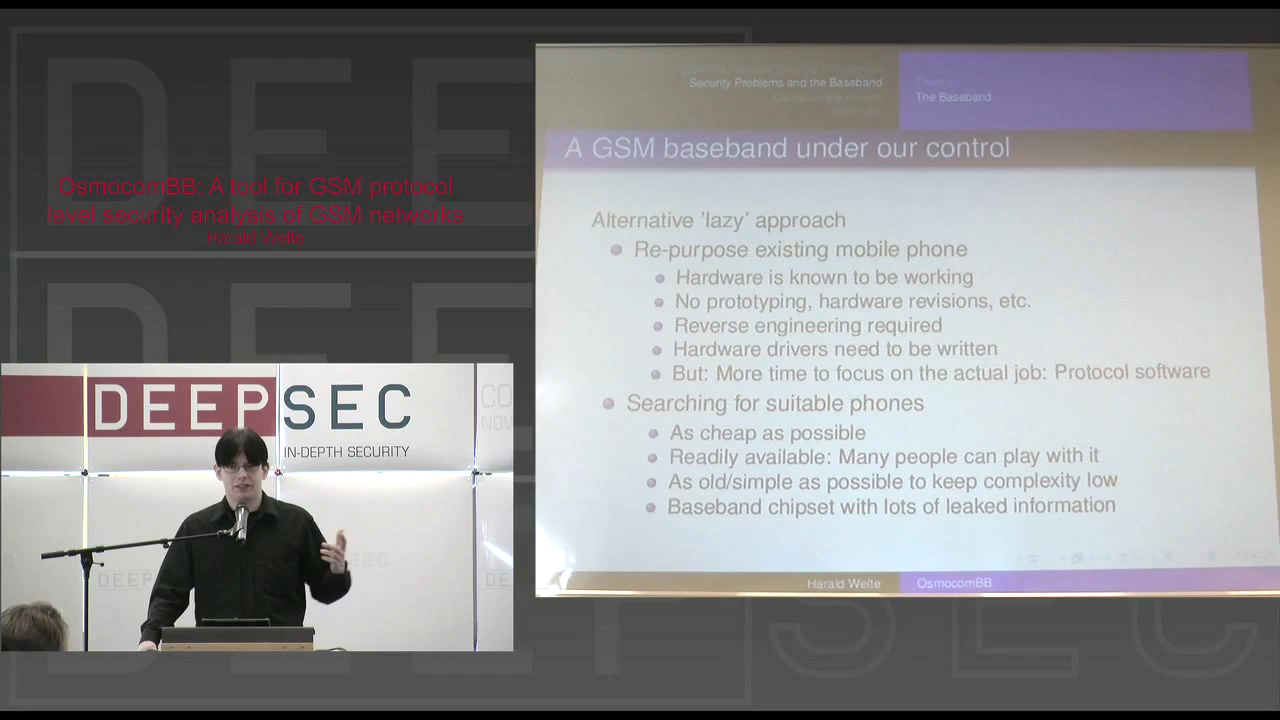 OsmocomBB: A tool for GSM protocol
level security analysis of GSM networks
Harald Welte
DEEPSEC
IN-DEPTH SECURITY
Security Problems and the Baseband
Theory
The Baseband
A GSM baseband under our control
Alternative 'lazy' approach
Re-purpose existing mobile phone
Hardware is known to be working
No prototyping, hardware revisions, etc.
Reverse engineering required
Hardware drivers need to be written
But: More time to focus on the actual job: Protocol software
Searching for suitable phones
As cheap as possible
Readily available: Many people can play with it
As old/simple as possible to keep complexity low
Baseband chipset with lots of leaked information
Harald Welte
OsmocomBB